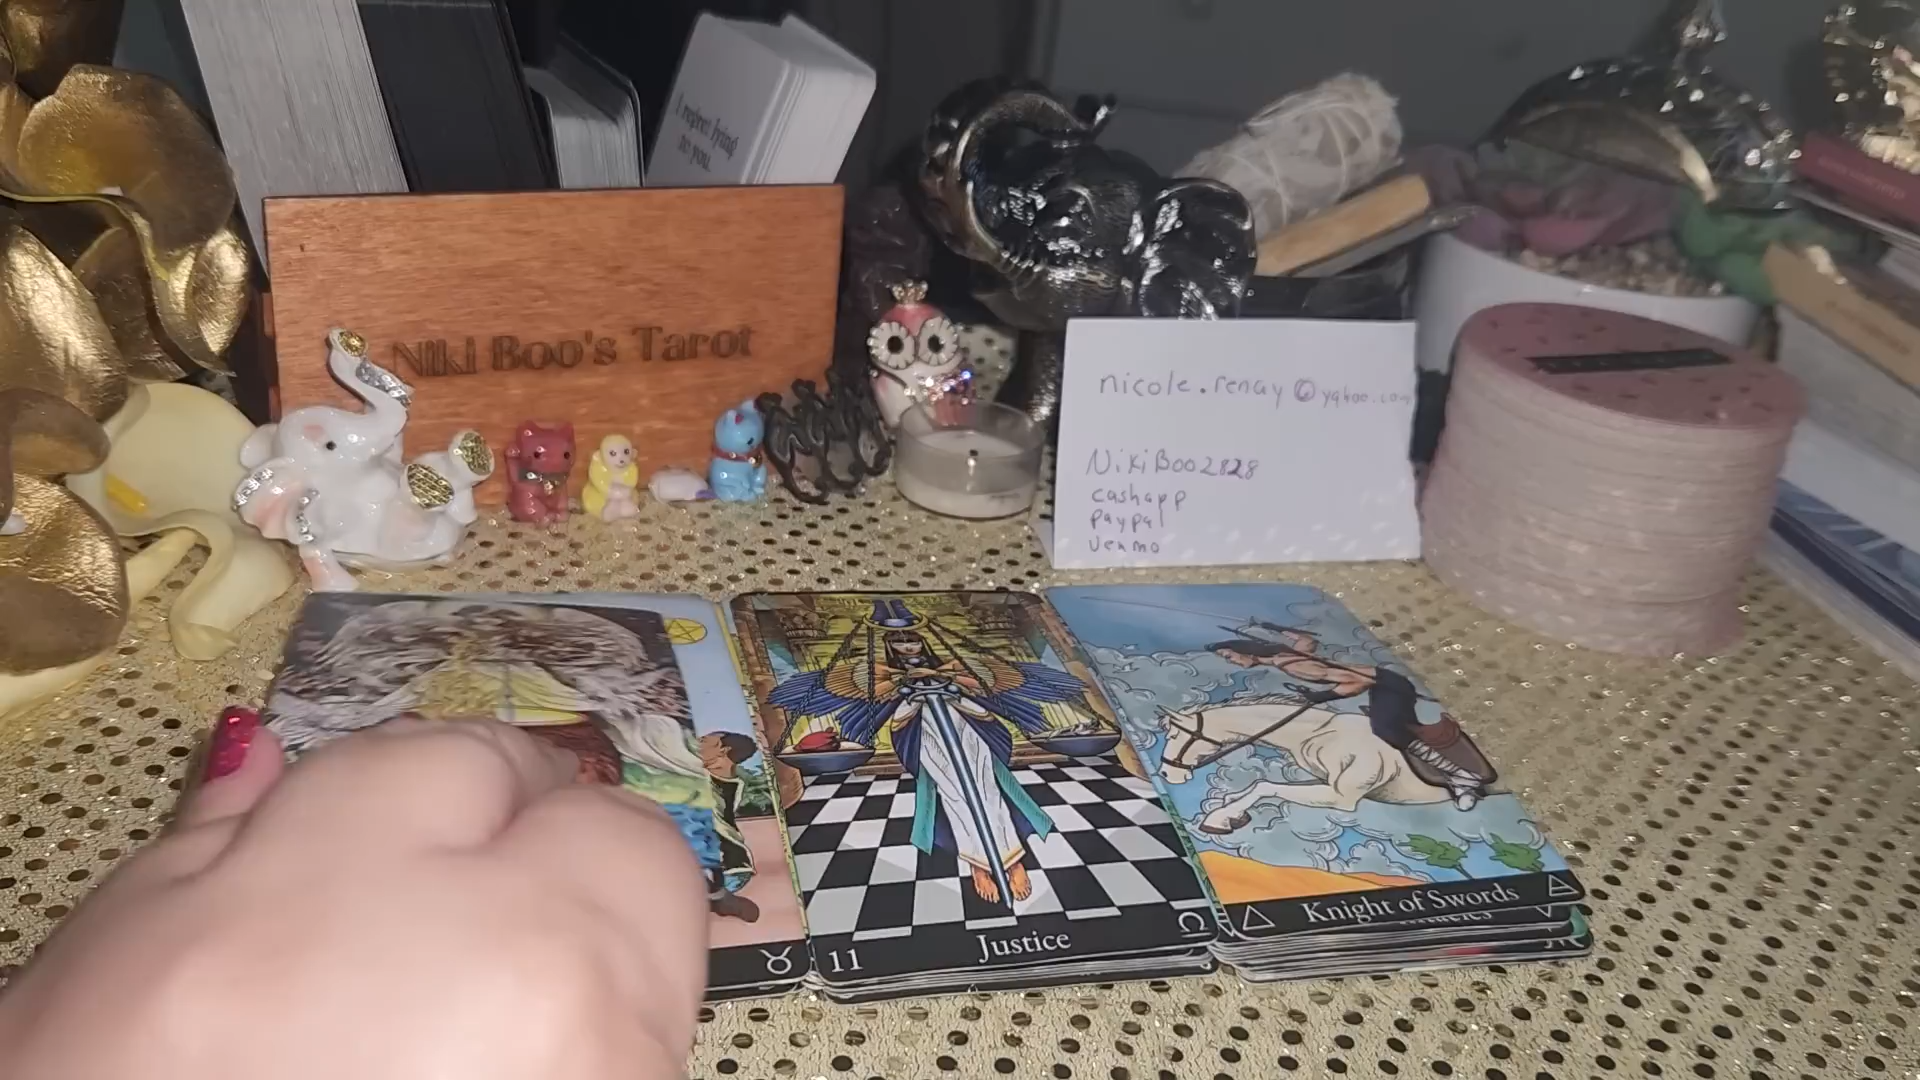 I regret lying
to you.
Niki Boo's Tarot
nicole.renay@yahoo.com
NikiBoo2828
cashapp
paypal
venmo
11 Justice
Knight of Swords